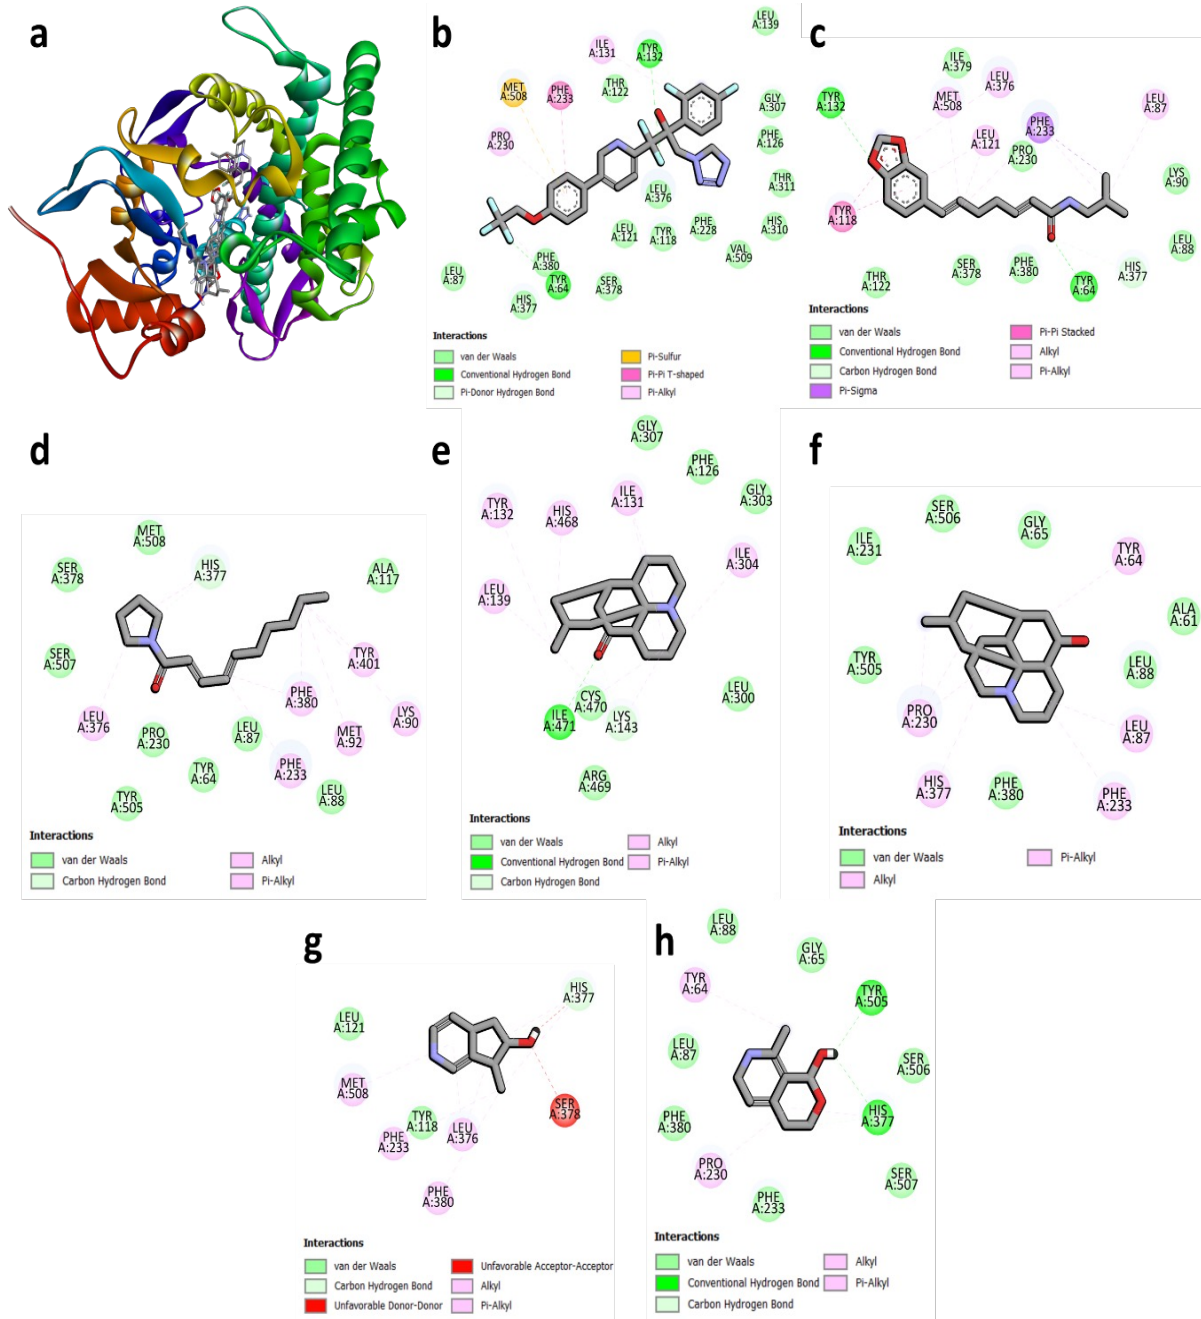 a
b
LEU
A:139
ILE
A:131
TYR
A:132
MET
A:508
PHE
A:233
THR
A:122
GLY
A:307
PRO
A:230
PHE
A:126
LEU
A:376
THR
A:311
LEU
A:121
TYR
A:118
PHE
A:228
HIS
A:310
VAL
A:509
LEU
A:87
PHE
A:380
TYR
A:64
SER
A:378
HIS
A:377
Interactions
van der Waals
Conventional Hydrogen Bond
Pi-Donor Hydrogen Bond
Pi-Sulfur
Pi-Pi T-shaped
Pi-Alkyl
c
ILE
A:379
LEU
A:376
TYR
A:132
MET
A:508
LEU
A:87
PHE
A:233
LEU
A:121
PRO
A:230
LYS
A:90
TYR
A:118
LEU
A:88
THR
A:122
SER
A:378
PHE
A:380
TYR
A:64
HIS
A:377
van der Waals
Conventional Hydrogen Bond
Carbon Hydrogen Bond
Pi-Sigma
Pi-Pi Stacked
Alkyl
Pi-Alkyl
d
MET
A:508
SER
A:378
HIS
A:377
ALA
A:117
SER
A:507
TYR
A:401
PHE
A:380
LEU
A:376
PRO
A:230
LEU
A:87
MET
A:92
LYS
A:90
TYR
A:64
PHE
A:233
TYR
A:505
LEU
A:88
Interactions
van der Waals
Carbon Hydrogen Bond
Alkyl
Pi-Alkyl
e
GLY
A:307
PHE
A:126
TYR
A:132
HIS
A:468
ILE
A:131
GLY
A:303
ILE
A:304
LEU
A:139
CYS
A:470
LEU
A:300
ILE
A:471
LYS
A:143
ARG
A:469
Interactions
van der Waals
Conventional Hydrogen Bond
Carbon Hydrogen Bond
Alkyl
Pi-Alkyl
f
SER
A:506
GLY
A:65
ILE
A:231
TYR
A:64
ALA
A:61
TYR
A:505
LEU
A:88
PRO
A:230
LEU
A:87
HIS
A:377
PHE
A:380
PHE
A:233
Interactions
van der Waals
Alkyl
Pi-Alkyl
g
HIS
A:377
LEU
A:121
MET
A:508
SER
A:378
TYR
A:118
PHE
A:233
LEU
A:376
PHE
A:380
Interactions
van der Waals
Carbon Hydrogen Bond
Unfavorable Donor-Donor
Unfavorable Acceptor-Acceptor
Alkyl
Pi-Alkyl
h
LEU
A:88
GLY
A:65
TYR
A:64
TYR
A:505
LEU
A:87
SER
A:506
PHE
A:380
HIS
A:377
PRO
A:230
SER
A:507
PHE
A:233
Interactions
van der Waals
Conventional Hydrogen Bond
Carbon Hydrogen Bond
Alkyl
Pi-Alkyl